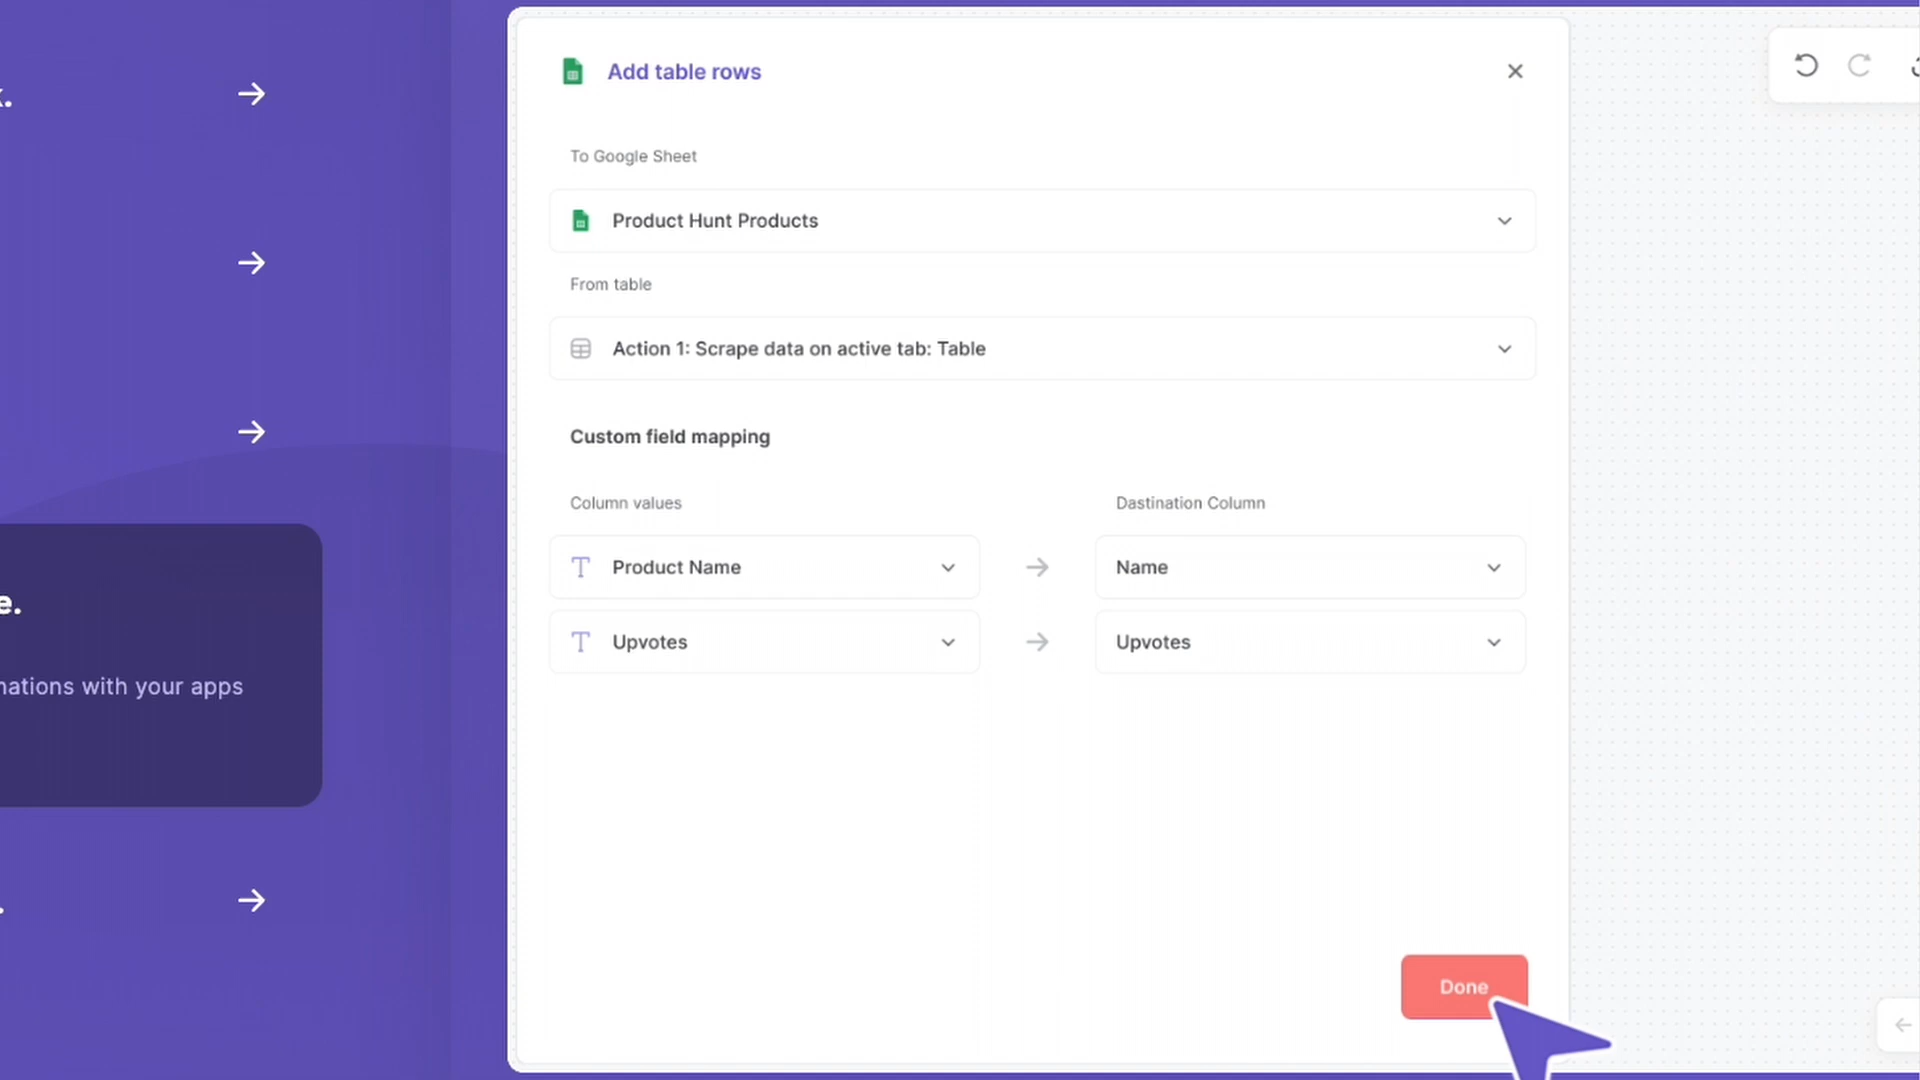 Add table rows
To Google Sheet
Product Hunt Products
From table
Action 1: Scrape data on active tab: Table
Custom field mapping
Column values
Dastination Column
Product Name
Name
Upvotes
Upvotes
with your apps
Done